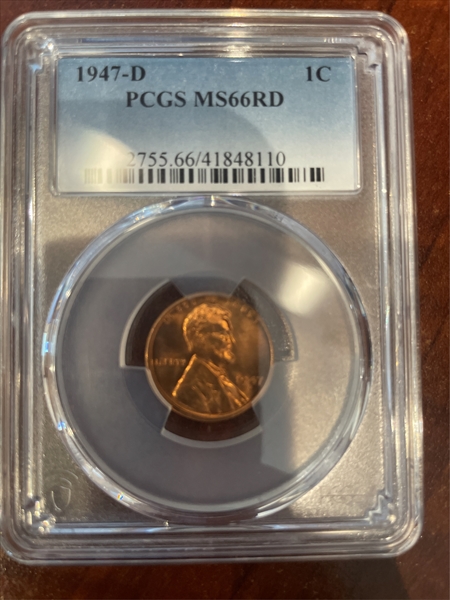 1947-D 1C
PCGS MS66RD
2755.66/41848110
LIBERTY